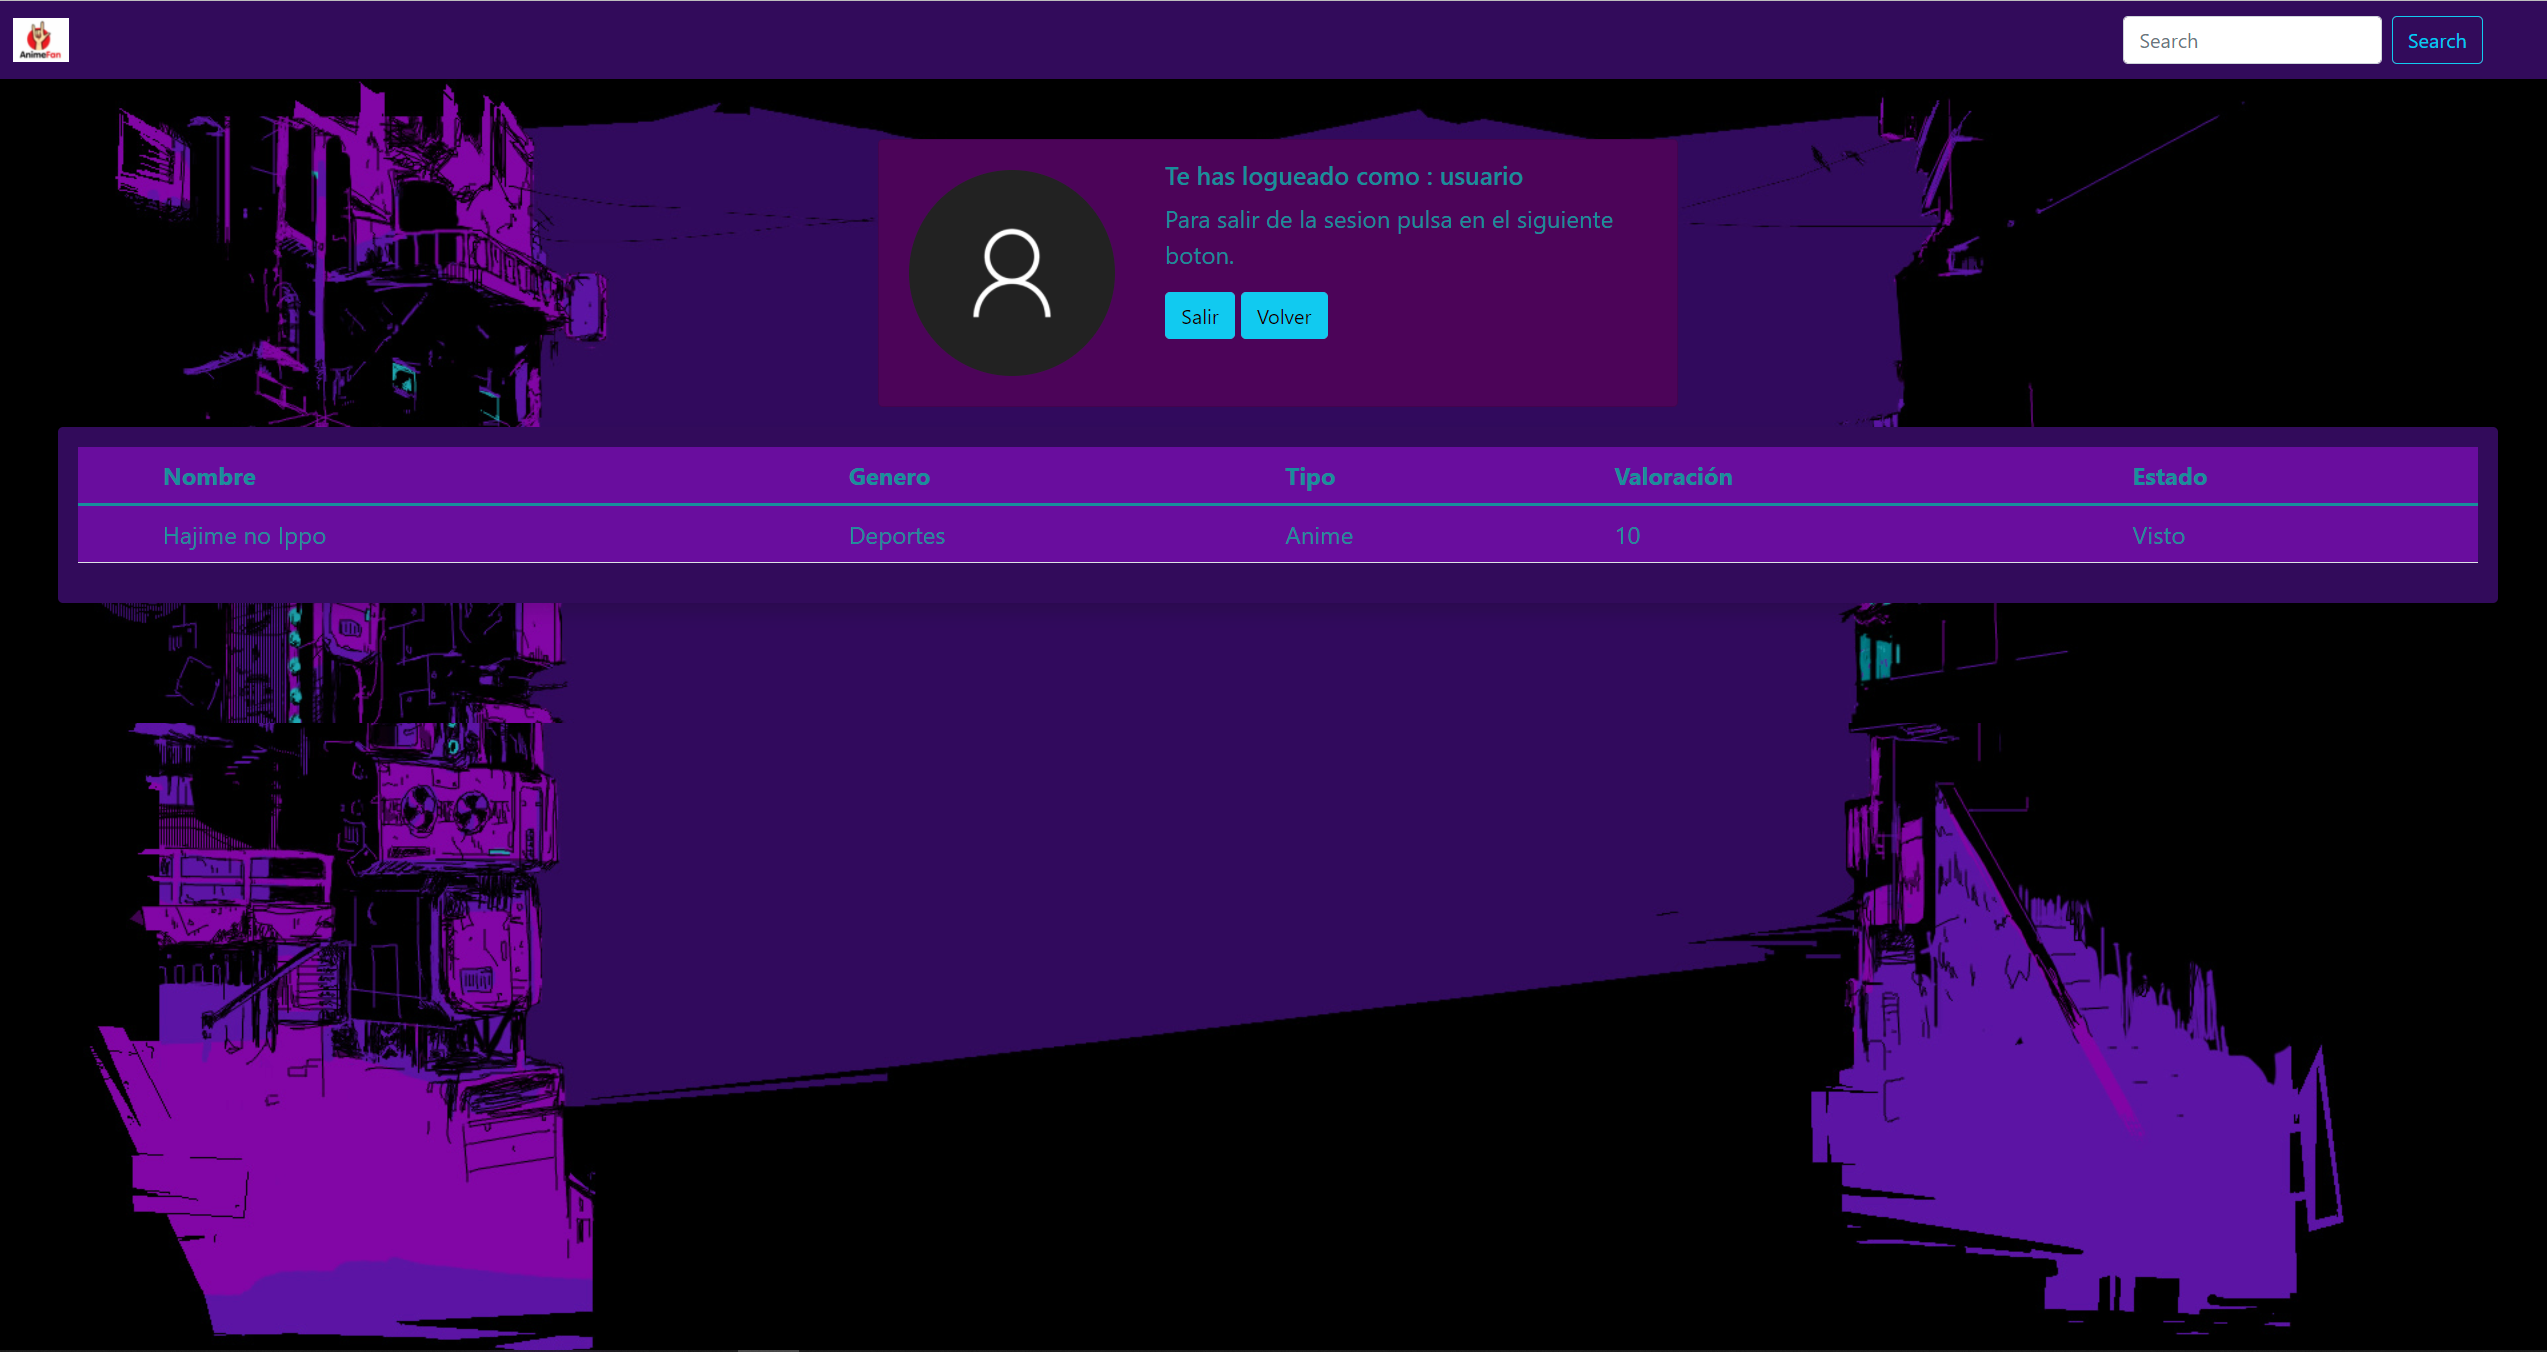 AnimeFan
Search
Search
Te has logueado como : usuario
Para salir de la sesion pulsa en el siguiente
boton.
Salir Volver
Nombre Genero Tipo Valoración Estado
Hajime no Ippo Deportes Anime 10 Visto